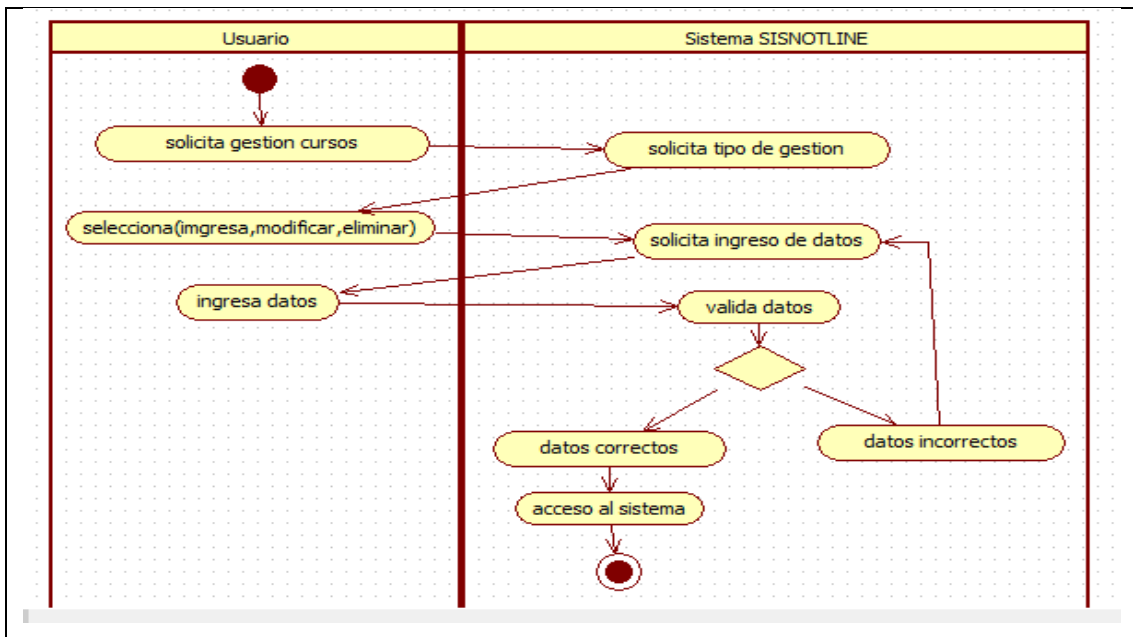 Usuario
Sistema SISNOTLINE
solicita gestion cursos
solicita tipo de gestion
selecciona(imgresa,modificar,eliminar)
solicita ingreso de datos
ingresa datos
valida datos
datos correctos
datos incorrectos
acceso al sistema